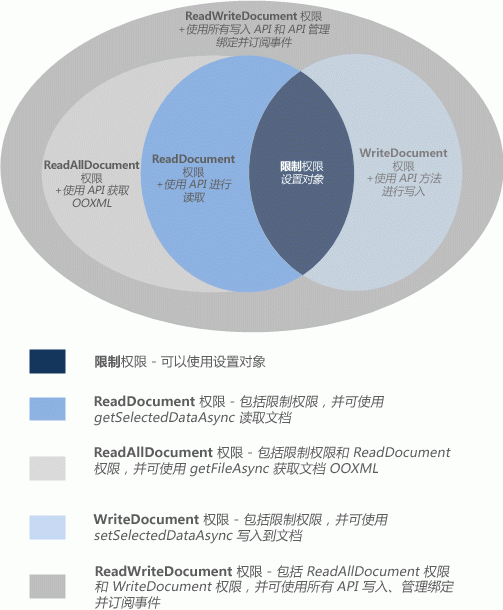 ReadWriteDocument 权限
+使用所有写入 API 和 API 管理
绑定并订阅事件
ReadAllDocument
权限
+使用 API 获取
OOXML
ReadDocument
权限
+使用 API 进行
读取
限制权限
设置对象
WriteDocument
权限
+使用 API 方法
进行写入
限制权限 - 可以使用设置对象
ReadDocument 权限 - 包括限制权限，并可使用
getSelectedDataAsync 读取文档
ReadAllDocument 权限 - 包括限制权限和 ReadDocument
权限，并可使用 getFileAsync 获取文档 OOXML
WriteDocument 权限 - 包括限制权限，并可使用
setSelectedDataAsync 写入到文档
ReadWriteDocument 权限 - 包括 ReadAllDocument 权限
和 WriteDocument 权限，并可使用所有 API 写入、管理绑定
并订阅事件